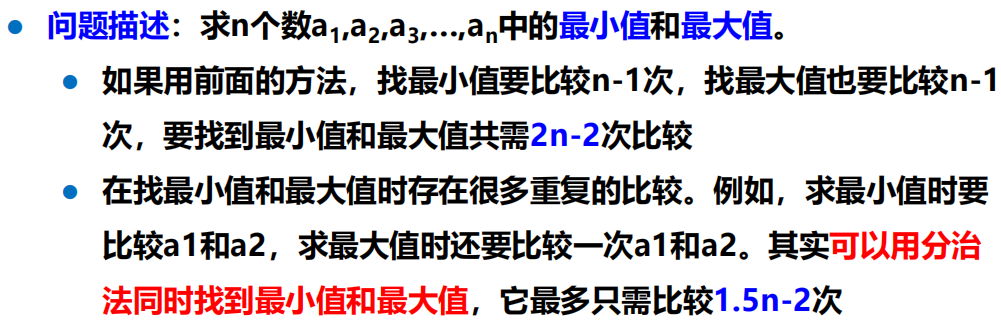 ● 问题描述：求n个数a₁,a₂,a₃,…,aₙ中的最小值和最大值。
● 如果用前面的方法，找最小值要比较n-1次，找最大值也要比较n-1
次，要找到最小值和最大值共需2n-2次比较
● 在找最小值和最大值时存在很多重复的比较。例如，求最小值时要
比较a1和a2，求最大值时还要比较一次a1和a2。其实可以用分治
法同时找到最小值和最大值，它最多只需比较1.5n-2次